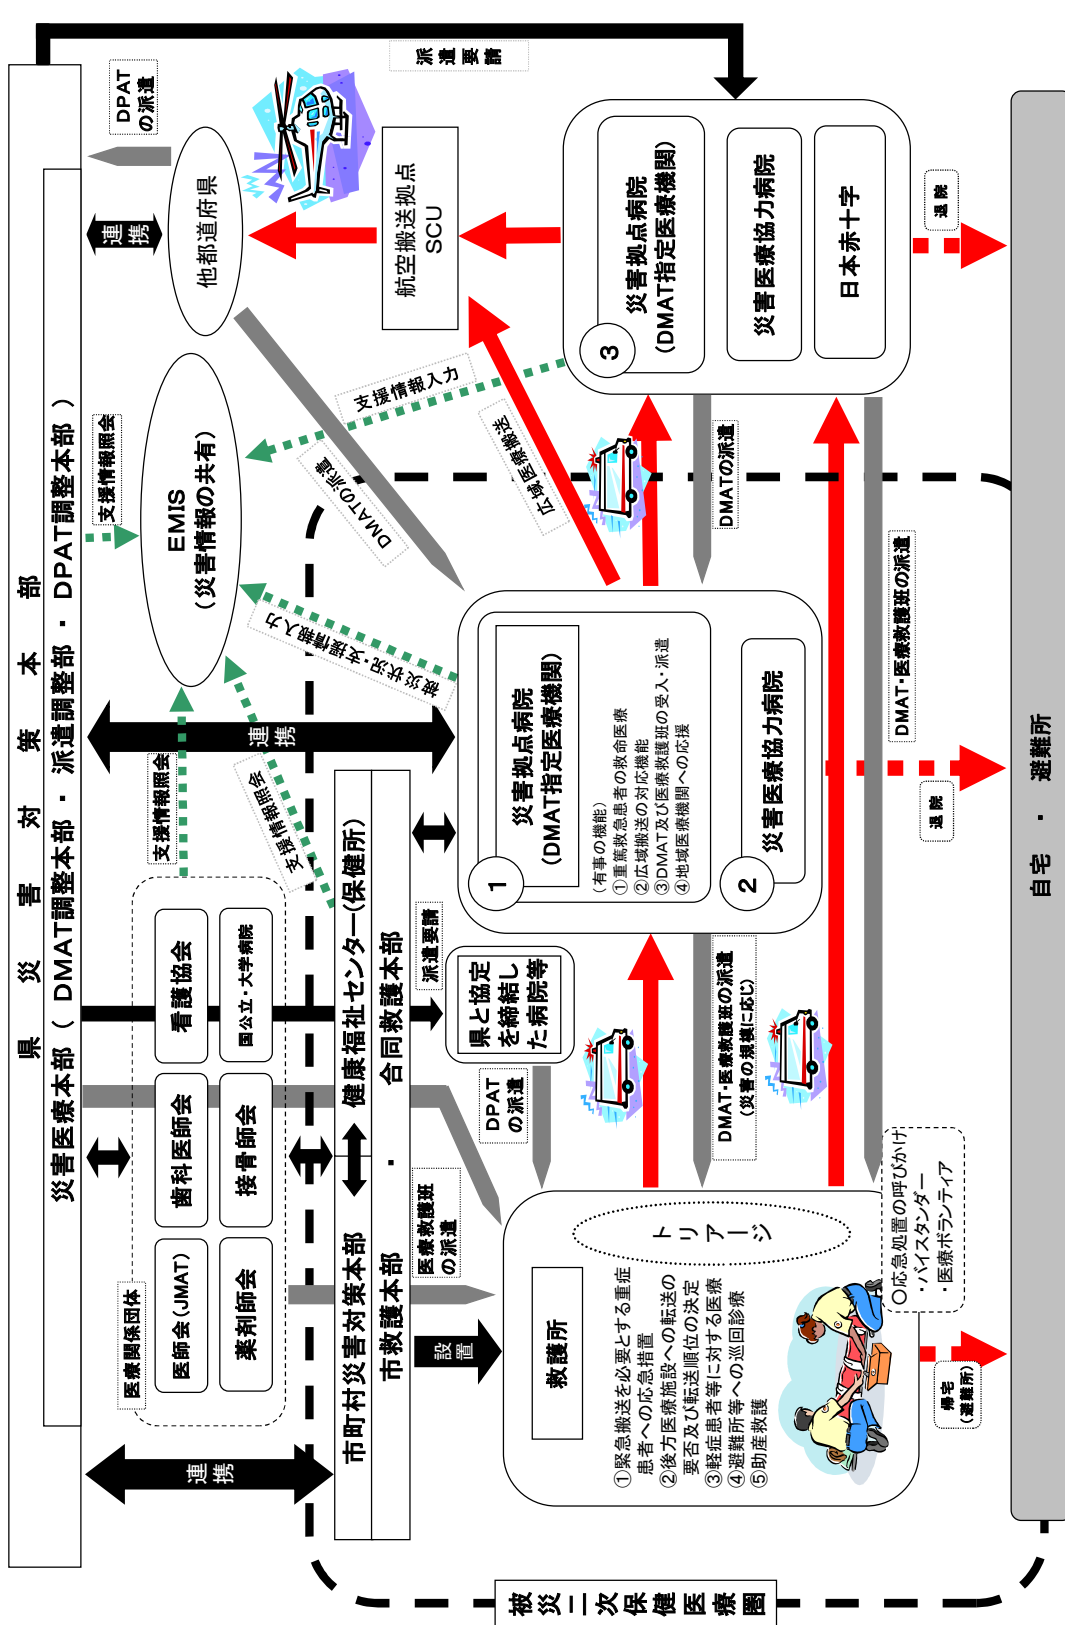 県災害対策本部
災害医療本部（DMAT調整本部・派遣調整部・DPAT調整本部）
連携
医療関係団体
医師会(JMAT)
歯科医師会
看護協会
薬剤師会
接骨師会
国公立・大学病院
支援情報照会
支援情報照会
支援情報照会
EMIS
（災害情報の共有）
連携
DPAT
の派遣
他都道府県
派遣要請
航空搬送拠点
SCU
連携
被災状況・支援情報入力
DMATの派遣
支援情報入力
広域医療搬送
市町村災害対策本部
健康福祉センター(保健所)
市救護本部・合同救護本部
設置
医療救護班
の派遣
派遣要請
県と協定
を締結し
た病院等
DPAT
の派遣
救護所
①緊急搬送を必要とする重症
患者への応急措置
②後方医療施設への転送の
要否及び転送順位の決定
③軽症患者等に対する医療
④避難所等への巡回診療
⑤助産救護
トリアージ
〇応急処置の呼びかけ
・バイスタンダー
・医療ボランティア
帰宅
(避難所)
1
災害拠点病院
（DMAT指定医療機関）
（有事の機能）
①重篤救急患者の救命医療
②広域搬送の対応機能
③DMAT及び医療救護班の受入・派遣
④地域医療機関への応援
2
災害医療協力病院
DMAT・医療救護班の派遣
（災害の規模に応じ）
退院
3
災害拠点病院
（DMAT指定医療機関）
災害医療協力病院
日本赤十字
DMATの派遣
DMAT・医療救護班の派遣
退院
自宅・避難所
被災二次保健医療圏